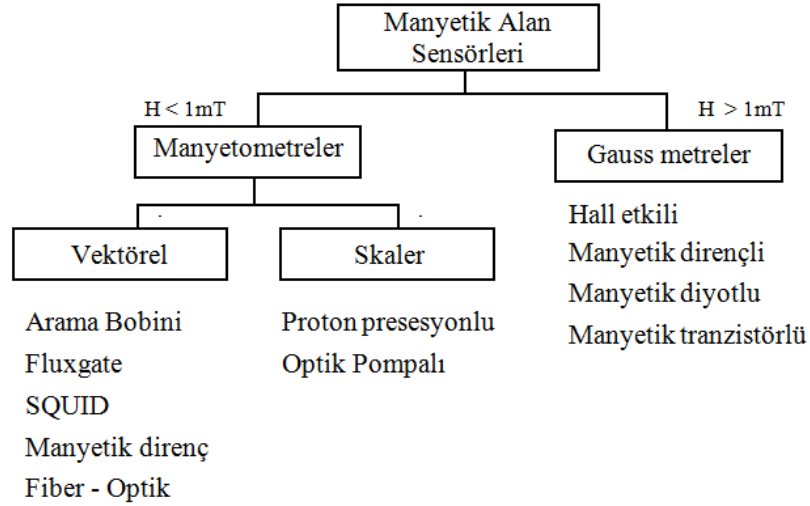 Manyetik Alan
Sensörleri
H < 1mT
H > 1mT
Manyetometreler
Gauss metreler
Vektörel
Skaler
Arama Bobini
Fluxgate
SQUID
Manyetik direnç
Fiber - Optik
Proton presesyonlu
Optik Pompalı
Hall etkili
Manyetik dirençli
Manyetik diyotlu
Manyetik tranzistörlü